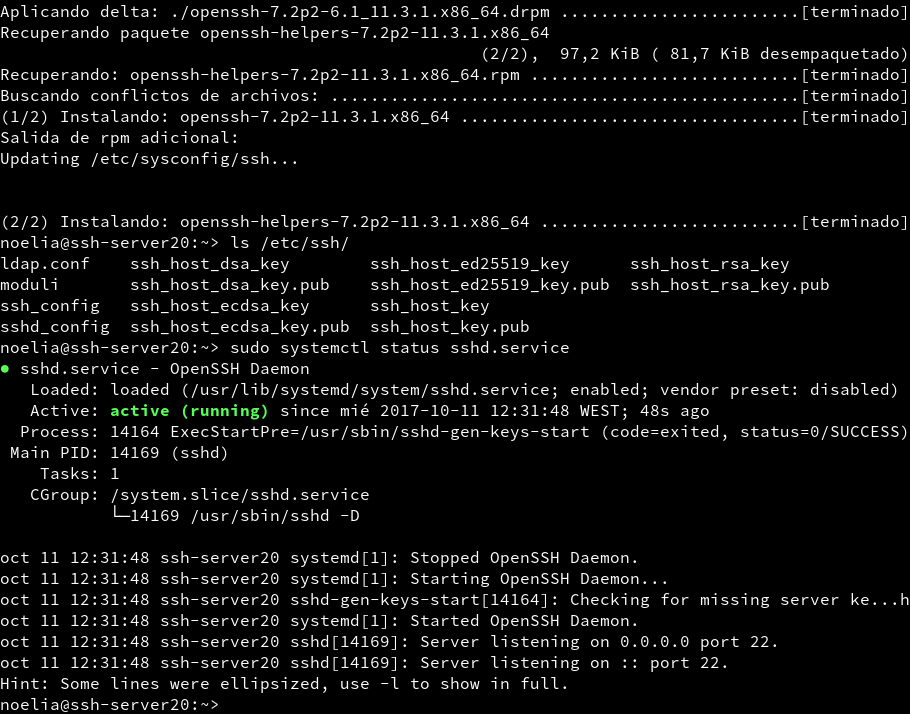 Aplicando delta: ./openssh-7.2p2-6.1_11.3.1.x86_64.drpm ........................[terminado]
Recuperando paquete openssh-helpers-7.2p2-11.3.1.x86_64
(2/2),  97,2 KiB ( 81,7 KiB desempaquetado)
Recuperando: openssh-helpers-7.2p2-11.3.1.x86_64.rpm ...........................[terminado]
Buscando conflictos de archivos: ...............................................[terminado]
(1/2) Instalando: openssh-7.2p2-11.3.1.x86_64 ..................................[terminado]
Salida de rpm adicional:
Updating /etc/sysconfig/ssh...
(2/2) Instalando: openssh-helpers-7.2p2-11.3.1.x86_64 ..........................[terminado]
noelia@ssh-server20:~> ls /etc/ssh/
ldap.conf    ssh_host_dsa_key        ssh_host_ed25519_key      ssh_host_rsa_key
moduli       ssh_host_dsa_key.pub    ssh_host_ed25519_key.pub  ssh_host_rsa_key.pub
ssh_config   ssh_host_ecdsa_key      ssh_host_key
sshd_config  ssh_host_ecdsa_key.pub  ssh_host_key.pub
noelia@ssh-server20:~> sudo systemctl status sshd.service
● sshd.service - OpenSSH Daemon
   Loaded: loaded (/usr/lib/systemd/system/sshd.service; enabled; vendor preset: disabled)
   Active: active (running) since mié 2017-10-11 12:31:48 WEST; 48s ago
  Process: 14164 ExecStartPre=/usr/sbin/sshd-gen-keys-start (code=exited, status=0/SUCCESS)
 Main PID: 14169 (sshd)
    Tasks: 1
   CGroup: /system.slice/sshd.service
           └─14169 /usr/sbin/sshd -D
oct 11 12:31:48 ssh-server20 systemd[1]: Stopped OpenSSH Daemon.
oct 11 12:31:48 ssh-server20 systemd[1]: Starting OpenSSH Daemon...
oct 11 12:31:48 ssh-server20 sshd-gen-keys-start[14164]: Checking for missing server ke...h
oct 11 12:31:48 ssh-server20 systemd[1]: Started OpenSSH Daemon.
oct 11 12:31:48 ssh-server20 sshd[14169]: Server listening on 0.0.0.0 port 22.
oct 11 12:31:48 ssh-server20 sshd[14169]: Server listening on :: port 22.
Hint: Some lines were ellipsized, use -l to show in full.
noelia@ssh-server20:~>